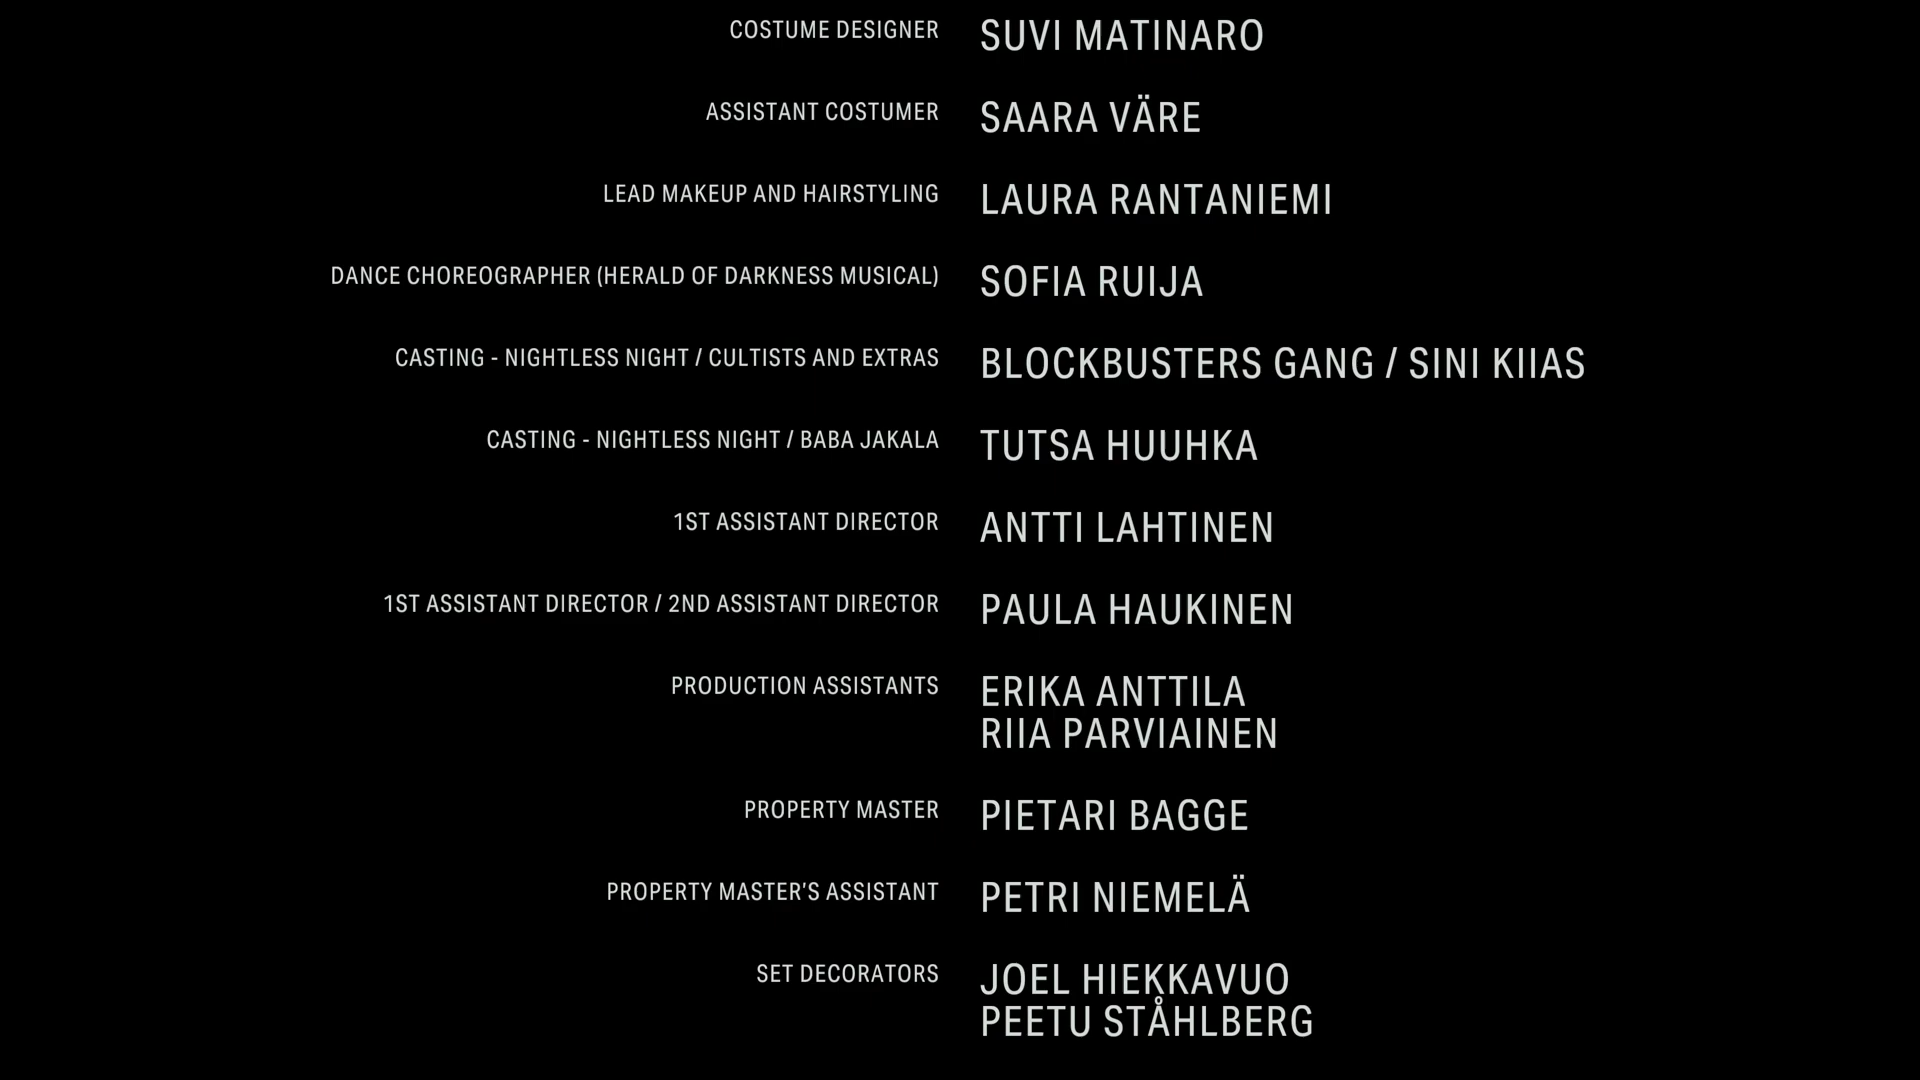 COSTUME DESIGNER SUVI MATINARO
ASSISTANT COSTUMER SAARA VÄRE
LEAD MAKEUP AND HAIRSTYLING LAURA RANTANIEMI
DANCE CHOREOGRAPHER (HERALD OF DARKNESS MUSICAL) SOFIA RUIJA
CASTING - NIGHTLESS NIGHT / CULTISTS AND EXTRAS BLOCKBUSTERS GANG / SINI KIIAS
CASTING - NIGHTLESS NIGHT / BABA JAKALA TUTSA HUUHKA
1ST ASSISTANT DIRECTOR ANTTI LAHTINEN
1ST ASSISTANT DIRECTOR / 2ND ASSISTANT DIRECTOR PAULA HAUKINEN
PRODUCTION ASSISTANTS ERIKA ANTTILA
RIIA PARVIAINEN
PROPERTY MASTER PIETARI BAGGE
PROPERTY MASTER’S ASSISTANT PETRI NIEMELÄ
SET DECORATORS JOEL HIEKKAVUO
PEETU STÅHLBERG